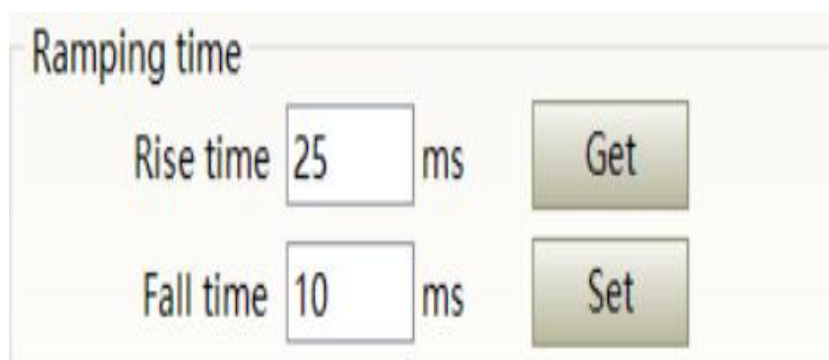 Ramping time
Rise time 25 ms Get
Fall time 10 ms Set